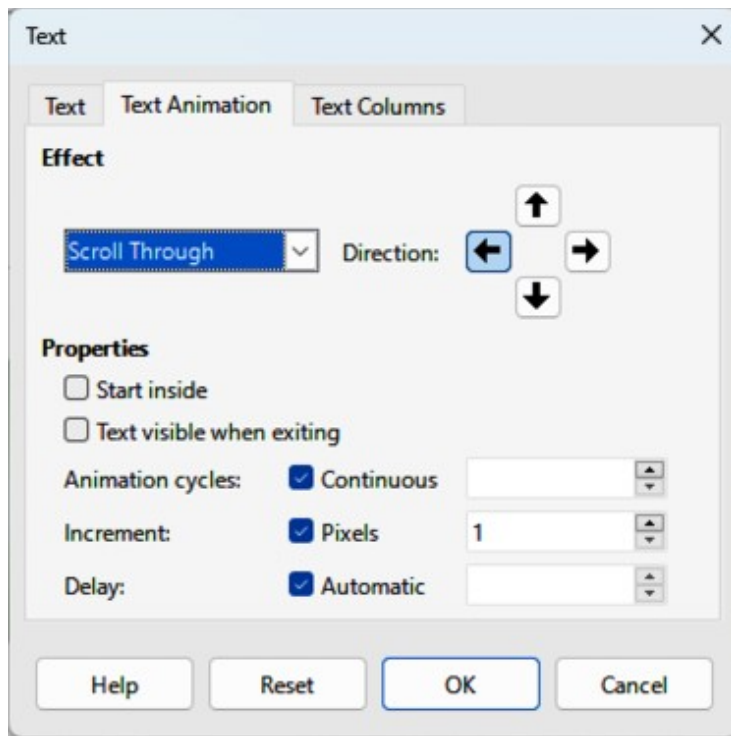 Text
Text Text Animation Text Columns
Effect
Scroll Through Direction:
Properties
Start inside
Text visible when exiting
Animation cycles: Continuous
Increment: Pixels 1
Delay: Automatic
Help Reset OK Cancel